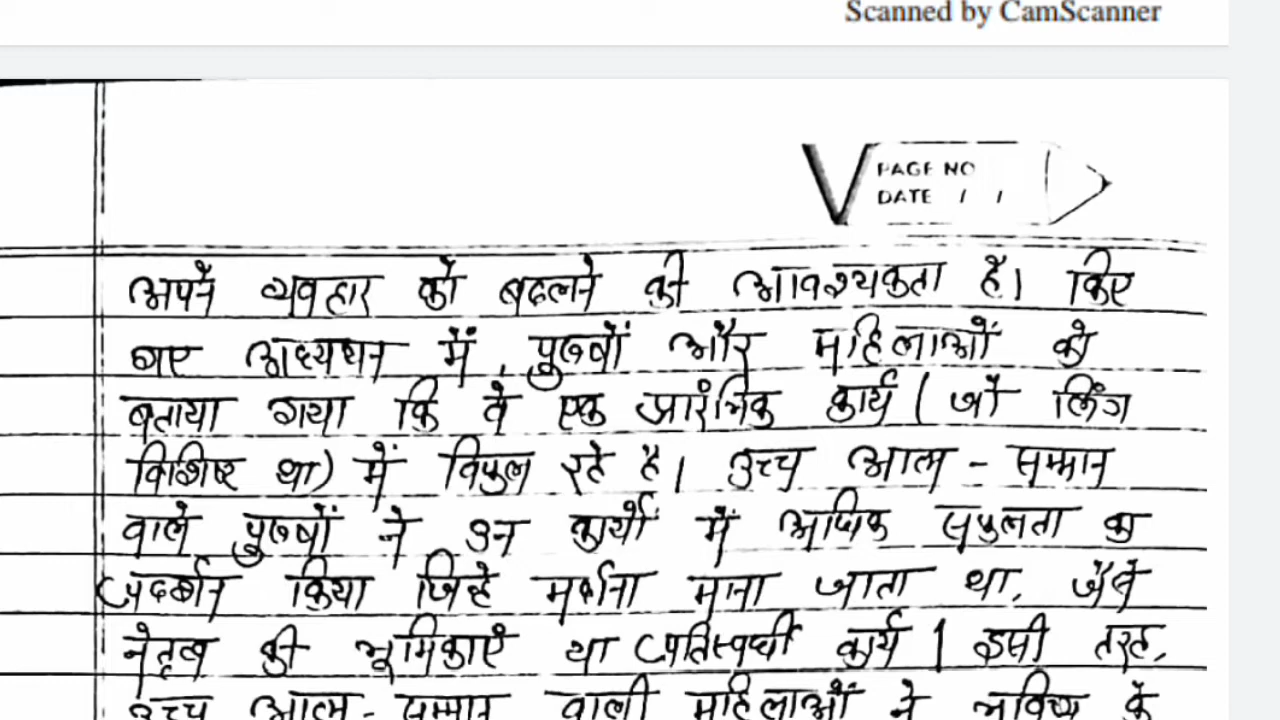 Scanned by CamScanner
PAGE NO
DATE / /
अपने व्यवहार को बदलने की आवश्यकता है। किए
गए अध्ययन में, पुरुषों और महिलाओं को
बताया गया कि वे एक प्रारंभिक कार्य ( जो लिंग
विशिष्ट था) में विफल रहे है। उच्च आत्म - सम्मान
वाले पुरुषों ने उन कार्यों में अधिक सफलता का
प्रदर्शन किया जिन्हे मर्दाना माना जाता था, जैसे
नेतृत्व की भूमिकाएं या प्रतिस्पर्धी कार्य। इसी तरह,
उच्च आत्म - सम्मान वाली महिलाओं ने भविष्य के